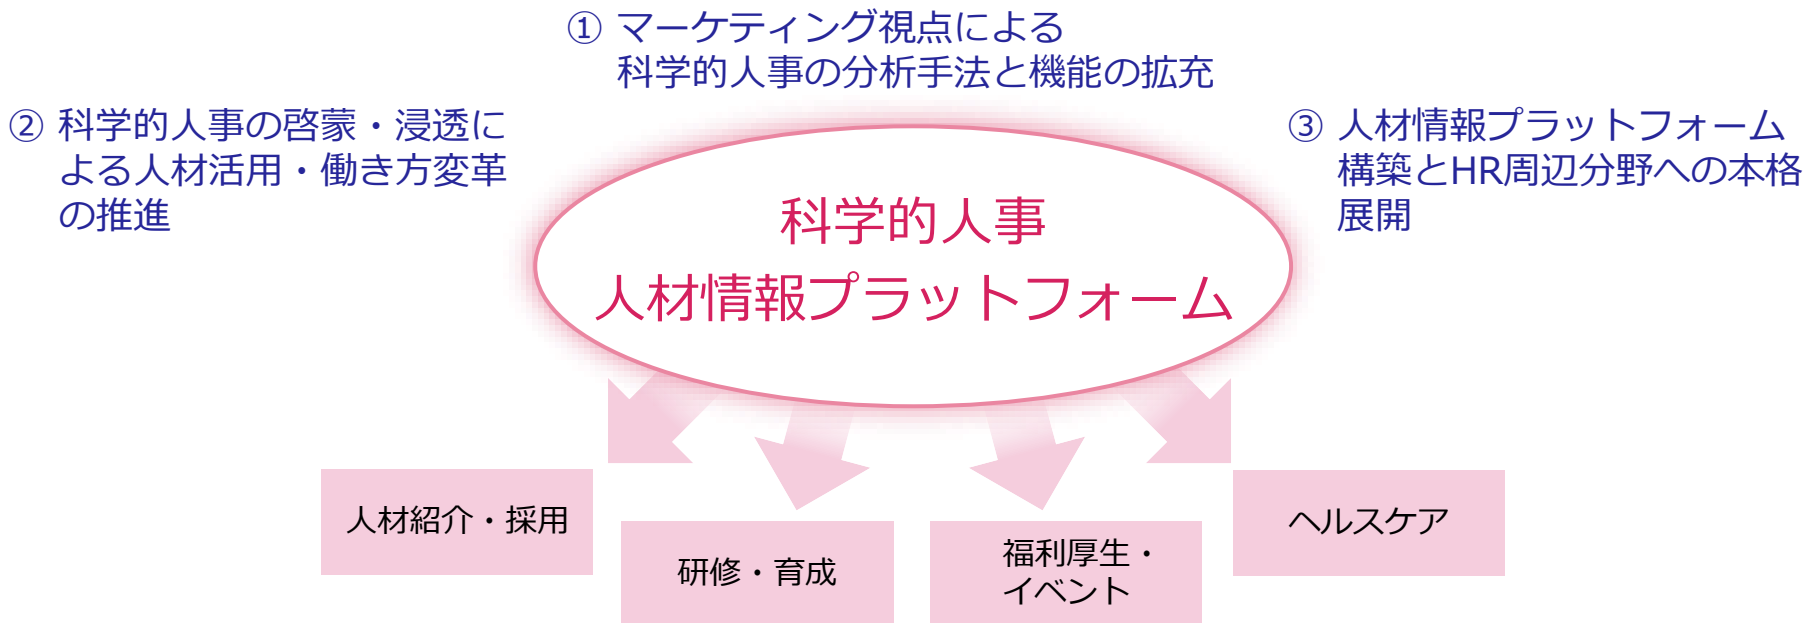 ① マーケティング視点による
科学的人事の分析手法と機能の拡充
② 科学的人事の啓蒙・浸透に
よる人材活用・働き方変革
の推進
③ 人材情報プラットフォーム
構築とHR周辺分野への本格
展開
科学的人事
人材情報プラットフォーム
人材紹介・採用
研修・育成
福利厚生・
イベント
ヘルスケア